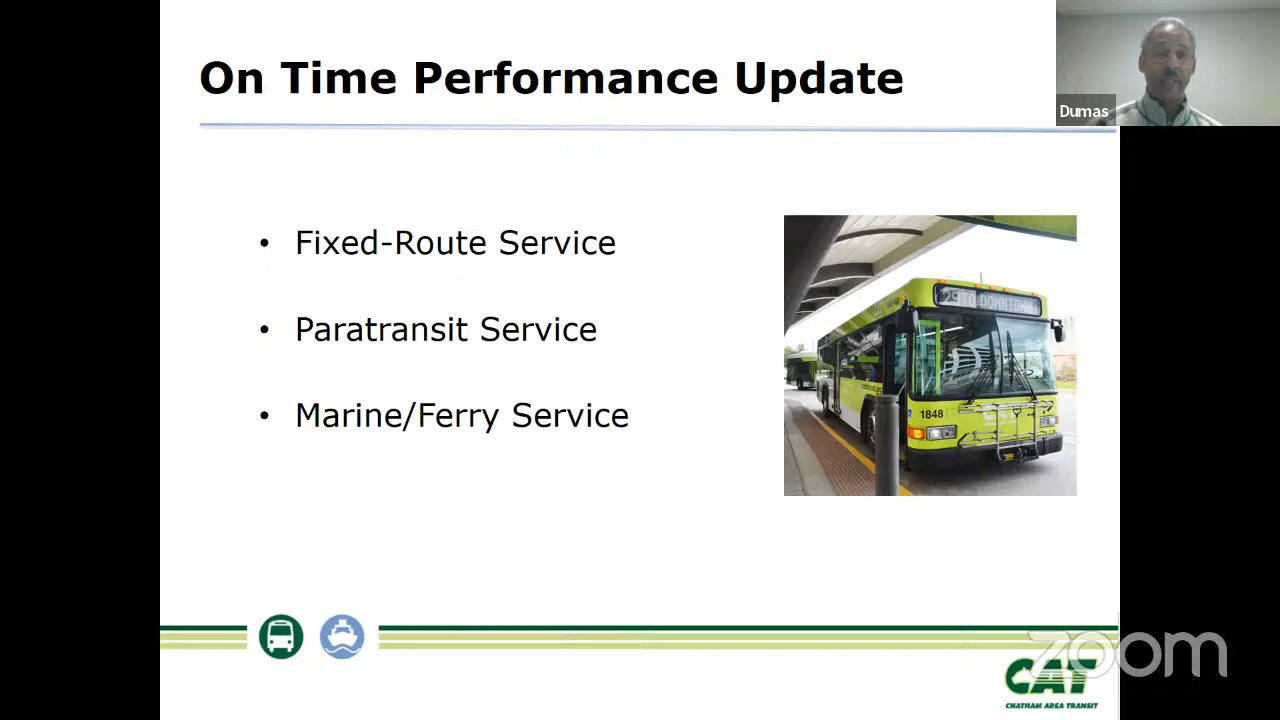 On Time Performance Update
Dumas
• Fixed-Route Service
• Paratransit Service
• Marine/Ferry Service
29 TO DOWNTOWN
1848
zoom
CAT
CHATHAM AREA TRANSIT